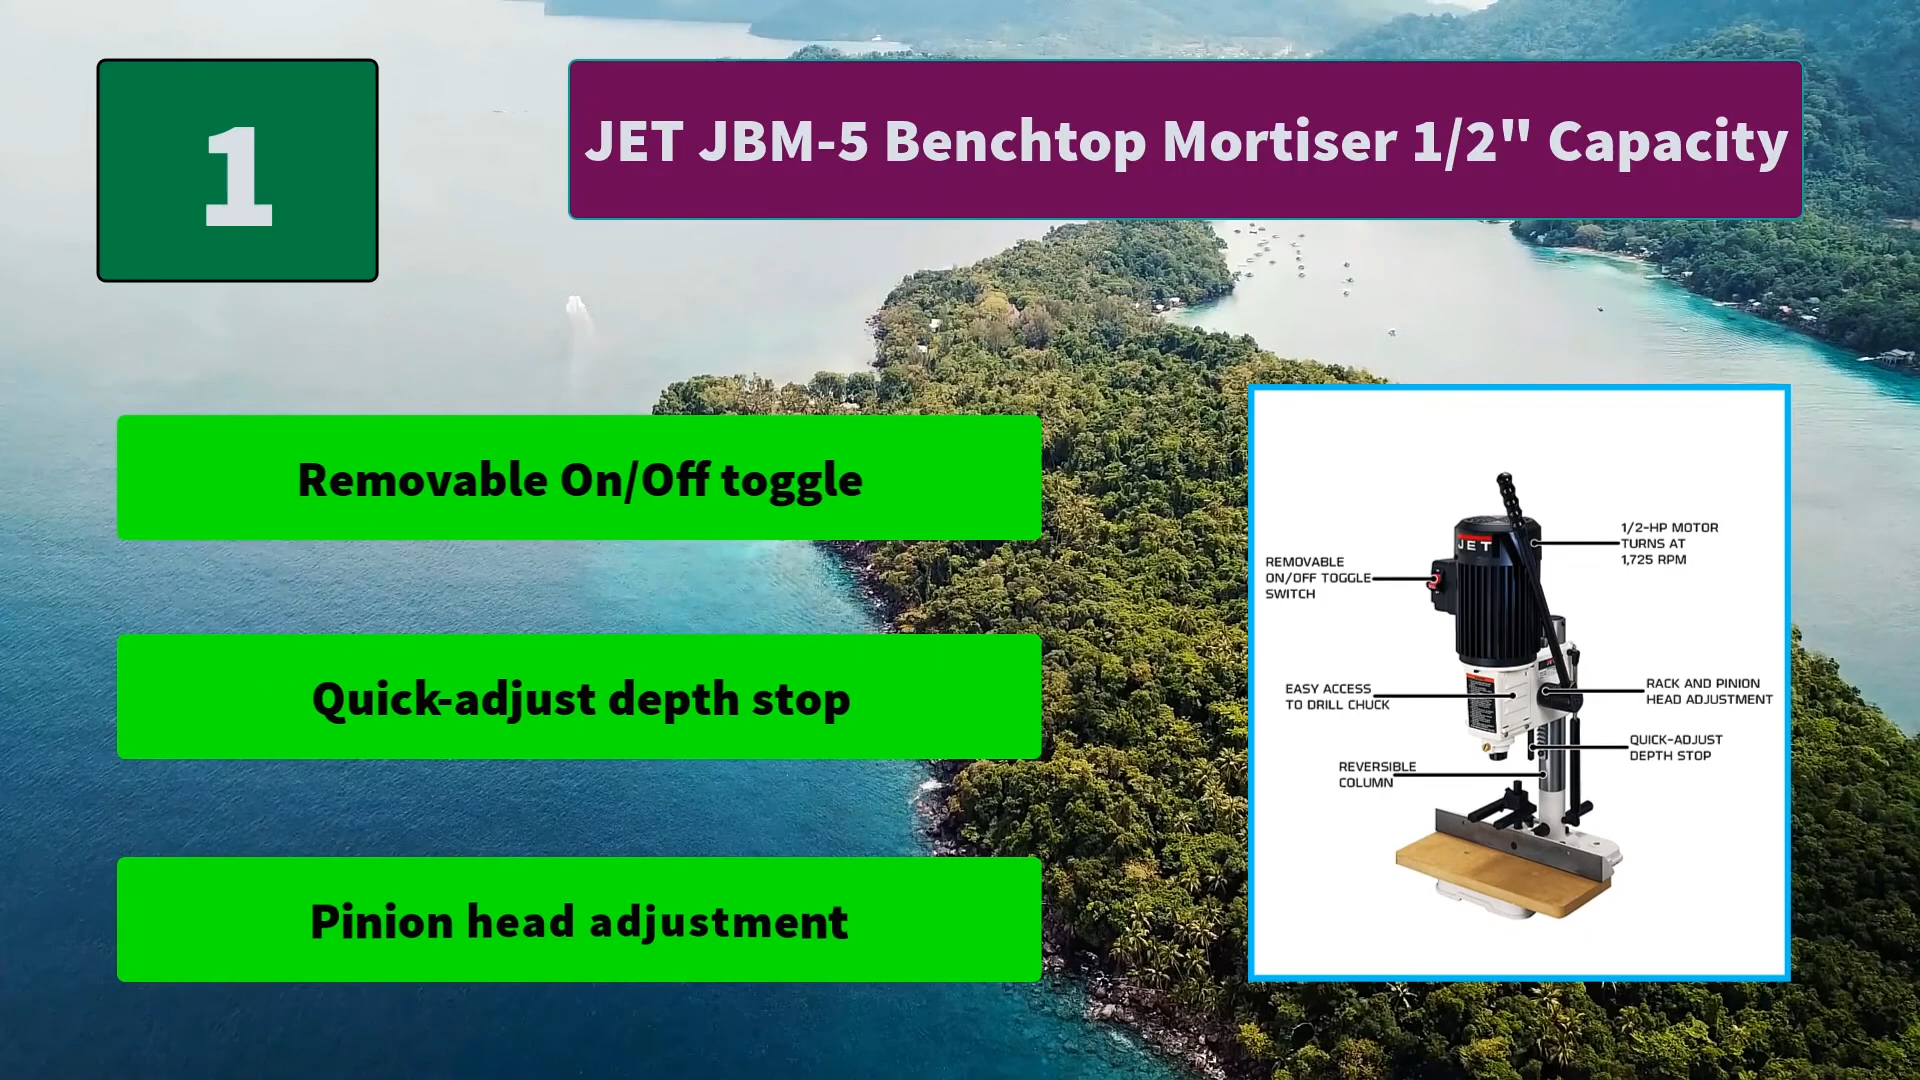 1
JET JBM-5 Benchtop Mortiser 1/2" Capacity
Removable On/Off toggle
Quick-adjust depth stop
Pinion head adjustment
JET
1/2-HP MOTOR
TURNS AT
1,725 RPM
REMOVABLE
ON/OFF TOGGLE
SWITCH
EASY ACCESS
TO DRILL CHUCK
RACK AND PINION
HEAD ADJUSTMENT
QUICK-ADJUST
DEPTH STOP
REVERSIBLE
COLUMN